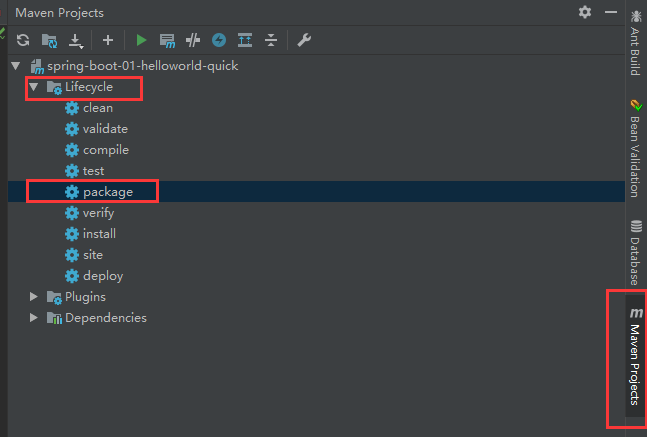 Maven Projects
spring-boot-01-helloworld-quick
Lifecycle
clean
validate
compile
test
package
verify
install
site
deploy
Plugins
Dependencies
Ant Build
Bean Validation
Database
Maven Projects